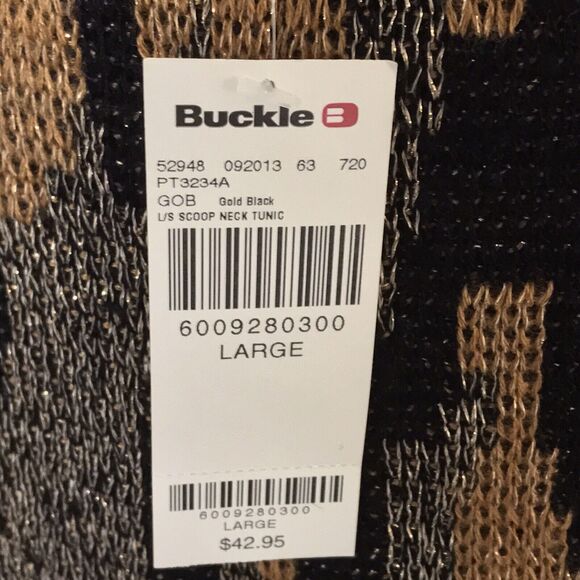 Buckle B
52948 092013 63 720
PT3234A
GOB Gold Black
L/S SCOOP NECK TUNIC
6009280300
LARGE
6009280300
LARGE
$42.95